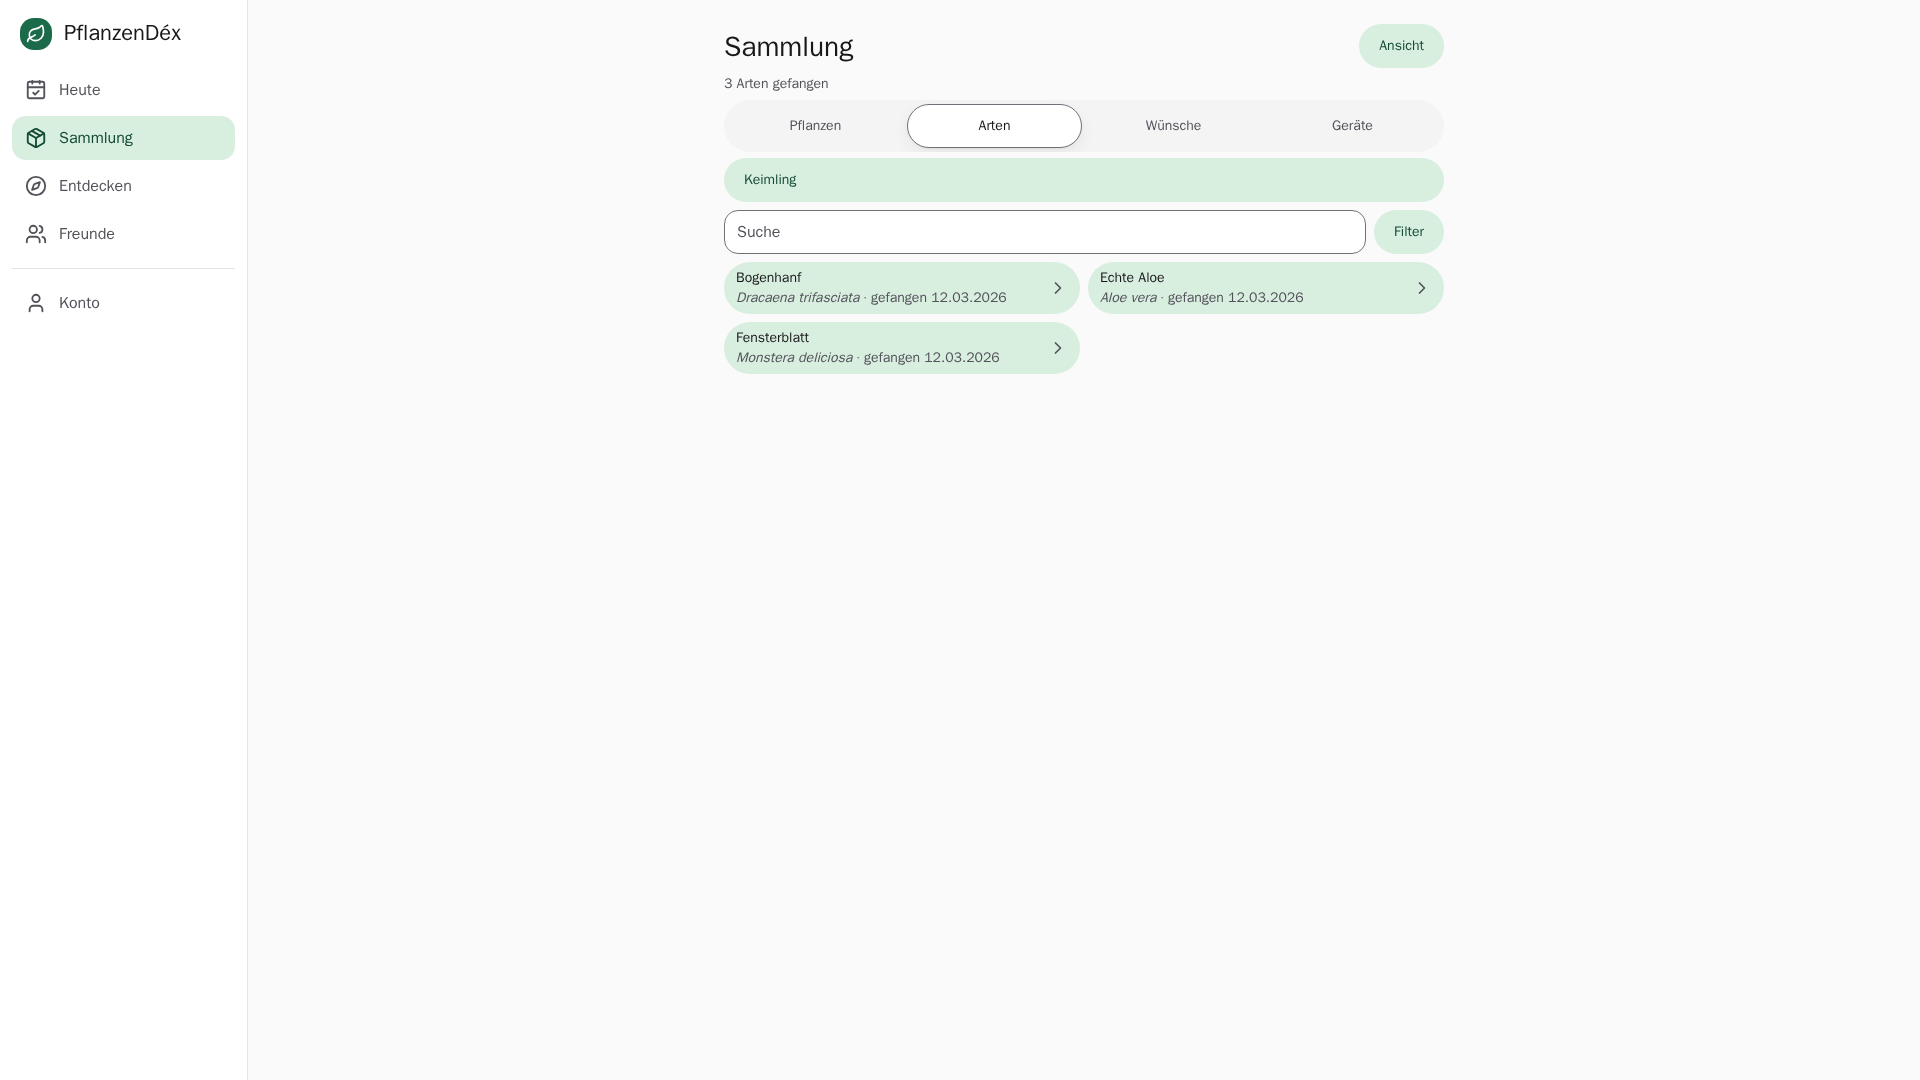 PflanzenDéx
Heute
Sammlung
Entdecken
Freunde
Konto
Sammlung
Ansicht
3 Arten gefangen
Pflanzen
Arten
Wünsche
Geräte
Keimling
Suche
Filter
Bogenhanf
Dracaena trifasciata · gefangen 12.03.2026
Echte Aloe
Aloe vera · gefangen 12.03.2026
Fensterblatt
Monstera deliciosa · gefangen 12.03.2026